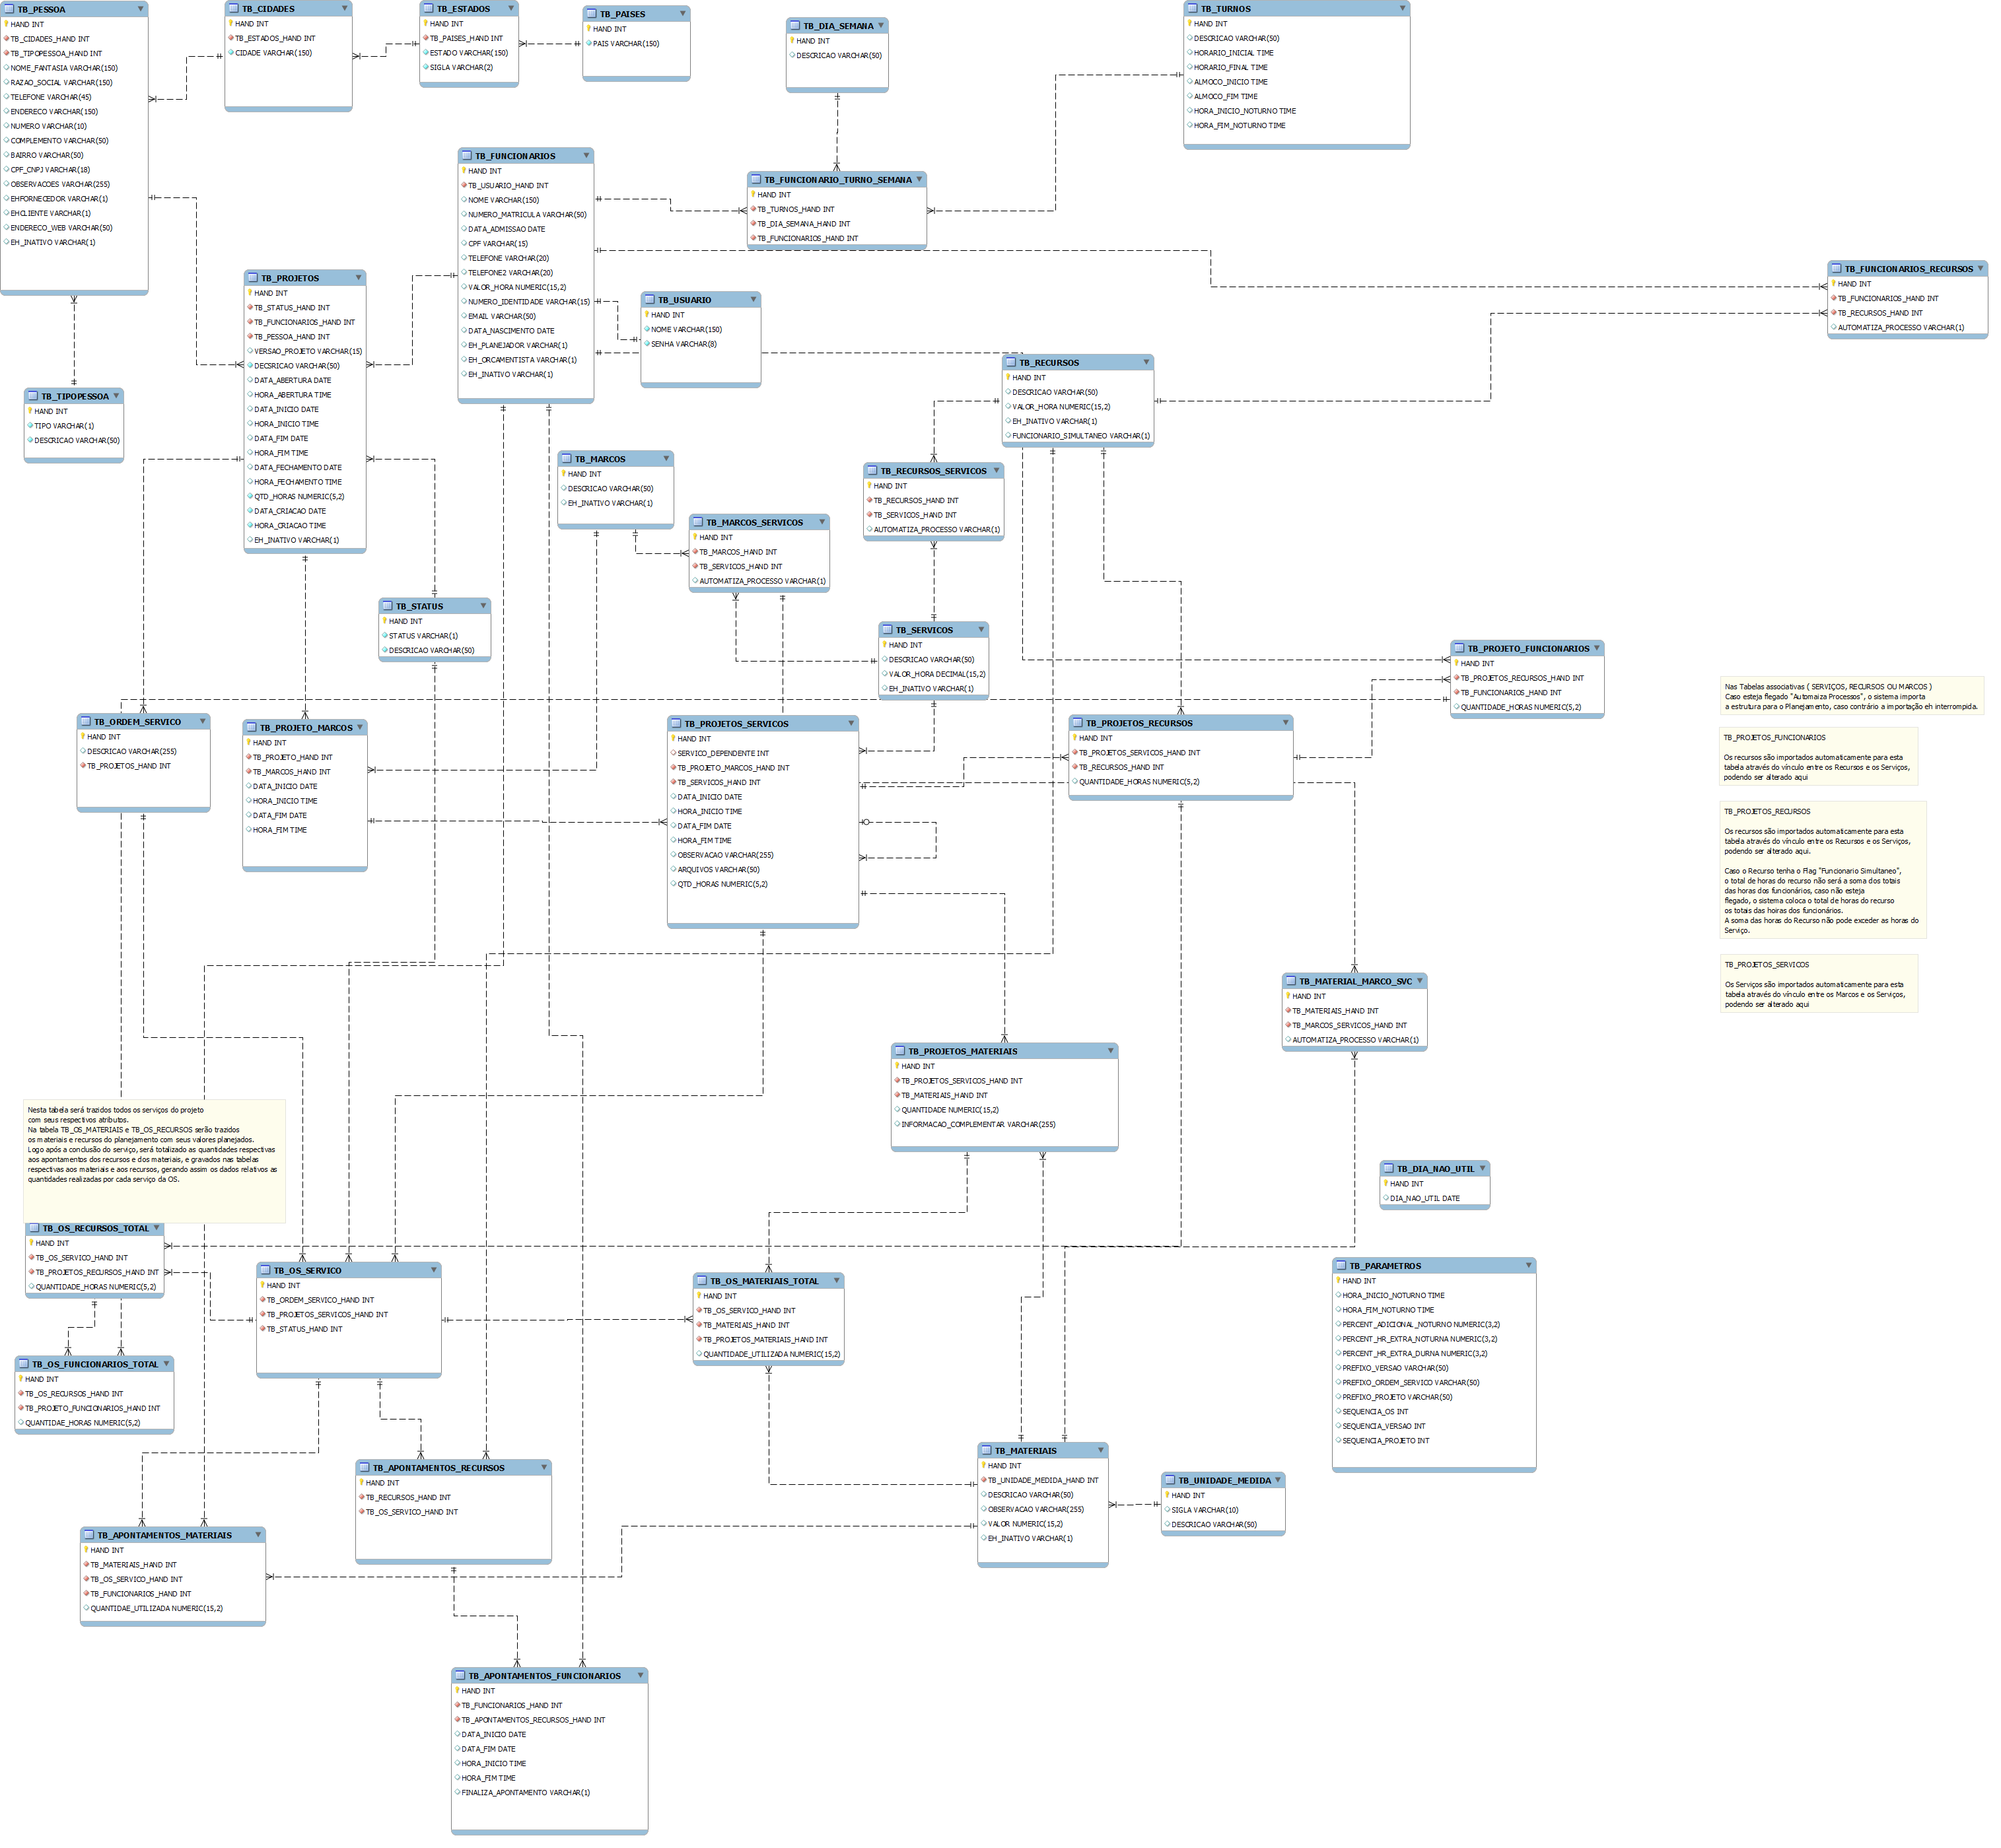 TB_PESSOA
HAND INT
TB_CIDADES_HAND INT
TB_TIPOPESSOA_HAND INT
NOME_FANTASIA VARCHAR(150)
RAZAO_SOCIAL VARCHAR(150)
TELEFONE VARCHAR(45)
ENDERECO VARCHAR(150)
NUMERO VARCHAR(10)
COMPLEMENTO VARCHAR(50)
BAIRRO VARCHAR(50)
CPF_CNPJ VARCHAR(18)
OBSERVACOES VARCHAR(255)
EHFORNECEDOR VARCHAR(1)
EHCLIENTE VARCHAR(1)
ENDERECO_WEB VARCHAR(50)
EH_INATIVO VARCHAR(1)
TB_CIDADES
HAND INT
TB_ESTADOS_HAND INT
CIDADE VARCHAR(150)
TB_ESTADOS
HAND INT
TB_PAISES_HAND INT
ESTADO VARCHAR(150)
SIGLA VARCHAR(2)
TB_PAISES
HAND INT
PAIS VARCHAR(150)
TB_DIA_SEMANA
HAND INT
DESCRICAO VARCHAR(50)
TB_TURNOS
HAND INT
DESCRICAO VARCHAR(50)
HORARIO_INICIAL TIME
HORARIO_FINAL TIME
ALMOCO_INICIO TIME
ALMOCO_FIM TIME
HORA_INICIO_NOTURNO TIME
HORA_FIM_NOTURNO TIME
TB_FUNCIONARIOS
HAND INT
TB_USUARIO_HAND INT
NOME VARCHAR(150)
NUMERO_MATRICULA VARCHAR(50)
DATA_ADMISSAO DATE
CPF VARCHAR(15)
TELEFONE VARCHAR(20)
TELEFONE2 VARCHAR(20)
VALOR_HORA NUMERIC(15,2)
NUMERO_IDENTIDADE VARCHAR(15)
EMAIL VARCHAR(50)
DATA_NASCIMENTO DATE
EH_PLANEJADOR VARCHAR(1)
EH_ORCAMENTISTA VARCHAR(1)
EH_INATIVO VARCHAR(1)
TB_FUNCIONARIO_TURNO_SEMANA
HAND INT
TB_TURNOS_HAND INT
TB_DIA_SEMANA_HAND INT
TB_FUNCIONARIOS_HAND INT
TB_FUNCIONARIOS_RECURSOS
HAND INT
TB_FUNCIONARIOS_HAND INT
TB_RECURSOS_HAND INT
AUTOMATIZA_PROCESSO VARCHAR(1)
TB_PROJETOS
HAND INT
TB_STATUS_HAND INT
TB_FUNCIONARIOS_HAND INT
TB_PESSOA_HAND INT
VERSAO_PROJETO VARCHAR(15)
DECSRICAO VARCHAR(50)
DATA_ABERTURA DATE
HORA_ABERTURA TIME
DATA_INICIO DATE
HORA_INICIO TIME
DATA_FIM DATE
HORA_FIM TIME
DATA_FECHAMENTO DATE
HORA_FECHAMENTO TIME
QTD_HORAS NUMERIC(5,2)
DATA_CRIACAO DATE
HORA_CRIACAO TIME
EH_INATIVO VARCHAR(1)
TB_USUARIO
HAND INT
NOME VARCHAR(150)
SENHA VARCHAR(8)
TB_RECURSOS
HAND INT
DESCRICAO VARCHAR(50)
VALOR_HORA NUMERIC(15,2)
EH_INATIVO VARCHAR(1)
FUNCIONARIO_SIMULTANEO VARCHAR(1)
TB_TIPOPESSOA
HAND INT
TIPO VARCHAR(1)
DESCRICAO VARCHAR(50)
TB_MARCOS
HAND INT
DESCRICAO VARCHAR(50)
EH_INATIVO VARCHAR(1)
TB_RECURSOS_SERVICOS
HAND INT
TB_RECURSOS_HAND INT
TB_SERVICOS_HAND INT
AUTOMATIZA_PROCESSO VARCHAR(1)
TB_MARCOS_SERVICOS
HAND INT
TB_MARCOS_HAND INT
TB_SERVICOS_HAND INT
AUTOMATIZA_PROCESSO VARCHAR(1)
TB_STATUS
HAND INT
STATUS VARCHAR(1)
DESCRICAO VARCHAR(50)
TB_SERVICOS
HAND INT
DESCRICAO VARCHAR(50)
VALOR_HORA DECIMAL(15,2)
EH_INATIVO VARCHAR(1)
TB_PROJETO_FUNCIONARIOS
HAND INT
TB_PROJETOS_RECURSOS_HAND INT
TB_FUNCIONARIOS_HAND INT
QUANTIDADE_HORAS NUMERIC(5,2)
Nas Tabelas associativas ( SERVIÇOS, RECURSOS OU MARCOS )
Caso esteja flegado "Automaiza Processos", o sistema importa
a estrutura para o Planejamento, caso contrário a importação eh interrompida.
TB_PROJETOS_FUNCIONARIOS
Os recursos são importados automaticamente para esta
tabela através do vínculo entre os Recursos e os Serviços,
podendo ser alterado aqui
TB_PROJETOS_RECURSOS
Os recursos são importados automaticamente para esta
tabela através do vínculo entre os Recursos e os Serviços,
podendo ser alterado aqui.
Caso o Recurso tenha o Flag "Funcionario Simultaneo",
o total de horas do recurso não será a soma dos totais
das horas dos funcionários, caso não esteja
flegado, o sistema coloca o total de horas do recurso
os totais das hoiras dos funcionários.
A soma das horas do Recurso não pode exceder as horas do
Serviço.
TB_PROJETOS_SERVICOS
Os Serviços são importados automaticamente para esta
tabela através do vínculo entre os Marcos e os Serviços,
podendo ser alterado aqui
TB_ORDEM_SERVICO
HAND INT
DESCRICAO VARCHAR(255)
TB_PROJETOS_HAND INT
TB_PROJETO_MARCOS
HAND INT
TB_PROJETO_HAND INT
TB_MARCOS_HAND INT
DATA_INICIO DATE
HORA_INICIO TIME
DATA_FIM DATE
HORA_FIM TIME
TB_PROJETOS_SERVICOS
HAND INT
SERVICO_DEPENDENTE INT
TB_PROJETO_MARCOS_HAND INT
TB_SERVICOS_HAND INT
DATA_INICIO DATE
HORA_INICIO TIME
DATA_FIM DATE
HORA_FIM TIME
OBSERVACAO VARCHAR(255)
ARQUIVOS VARCHAR(50)
QTD_HORAS NUMERIC(5,2)
TB_PROJETOS_RECURSOS
HAND INT
TB_PROJETOS_SERVICOS_HAND INT
TB_RECURSOS_HAND INT
QUANTIDADE_HORAS NUMERIC(5,2)
TB_MATERIAL_MARCO_SVC
HAND INT
TB_MATERIAIS_HAND INT
TB_MARCOS_SERVICOS_HAND INT
AUTOMATIZA_PROCESSO VARCHAR(1)
TB_PROJETOS_MATERIAIS
HAND INT
TB_PROJETOS_SERVICOS_HAND INT
TB_MATERIAIS_HAND INT
QUANTIDADE NUMERIC(15,2)
INFORMACAO_COMPLEMENTAR VARCHAR(255)
Nesta tabela será trazidos todos os serviços do projeto
com seus respectivos atributos.
Na tabela TB_OS_MATERIAIS e TB_OS_RECURSOS serão trazidos
os materiais e recursos do planejamento com seus valores planejados.
Logo após a conclusão do serviço, será totalizado as quantidades respectivas
aos apontamentos dos recursos e dos materiais, e gravados nas tabelas
respectivas aos materiais e aos recursos, gerando assim os dados relativos as
quantidades realizadas por cada serviço da OS.
TB_DIA_NAO_UTIL
HAND INT
DIA_NAO_UTIL DATE
TB_OS_RECURSOS_TOTAL
HAND INT
TB_OS_SERVICO_HAND INT
TB_PROJETOS_RECURSOS_HAND INT
QUANTIDADE_HORAS NUMERIC(5,2)
TB_OS_SERVICO
HAND INT
TB_ORDEM_SERVICO_HAND INT
TB_PROJETOS_SERVICOS_HAND INT
TB_STATUS_HAND INT
TB_OS_MATERIAIS_TOTAL
HAND INT
TB_OS_SERVICO_HAND INT
TB_MATERIAIS_HAND INT
TB_PROJETOS_MATERIAIS_HAND INT
QUANTIDADE_UTILIZADA NUMERIC(15,2)
TB_PARAMETROS
HAND INT
HORA_INICIO_NOTURNO TIME
HORA_FIM_NOTURNO TIME
PERCENT_ADICIONAL_NOTURNO NUMERIC(3,2)
PERCENT_HR_EXTRA_NOTURNA NUMERIC(3,2)
PERCENT_HR_EXTRA_DURNA NUMERIC(3,2)
PREFIXO_VERSAO VARCHAR(50)
PREFIXO_ORDEM_SERVICO VARCHAR(50)
PREFIXO_PROJETO VARCHAR(50)
SEQUENCIA_OS INT
SEQUENCIA_VERSAO INT
SEQUENCIA_PROJETO INT
TB_OS_FUNCIONARIOS_TOTAL
HAND INT
TB_OS_RECURSOS_HAND INT
TB_PROJETO_FUNCIONARIOS_HAND INT
QUANTIDAE_HORAS NUMERIC(5,2)
TB_APONTAMENTOS_RECURSOS
HAND INT
TB_RECURSOS_HAND INT
TB_OS_SERVICO_HAND INT
TB_MATERIAIS
HAND INT
TB_UNIDADE_MEDIDA_HAND INT
DESCRICAO VARCHAR(50)
OBSERVACAO VARCHAR(255)
VALOR NUMERIC(15,2)
EH_INATIVO VARCHAR(1)
TB_UNIDADE_MEDIDA
HAND INT
SIGLA VARCHAR(10)
DESCRICAO VARCHAR(50)
TB_APONTAMENTOS_MATERIAIS
HAND INT
TB_MATERIAIS_HAND INT
TB_OS_SERVICO_HAND INT
TB_FUNCIONARIOS_HAND INT
QUANTIDAE_UTILIZADA NUMERIC(15,2)
TB_APONTAMENTOS_FUNCIONARIOS
HAND INT
TB_FUNCIONARIOS_HAND INT
TB_APONTAMENTOS_RECURSOS_HAND INT
DATA_INICIO DATE
DATA_FIM DATE
HORA_INICIO TIME
HORA_FIM TIME
FINALIZA_APONTAMENTO VARCHAR(1)